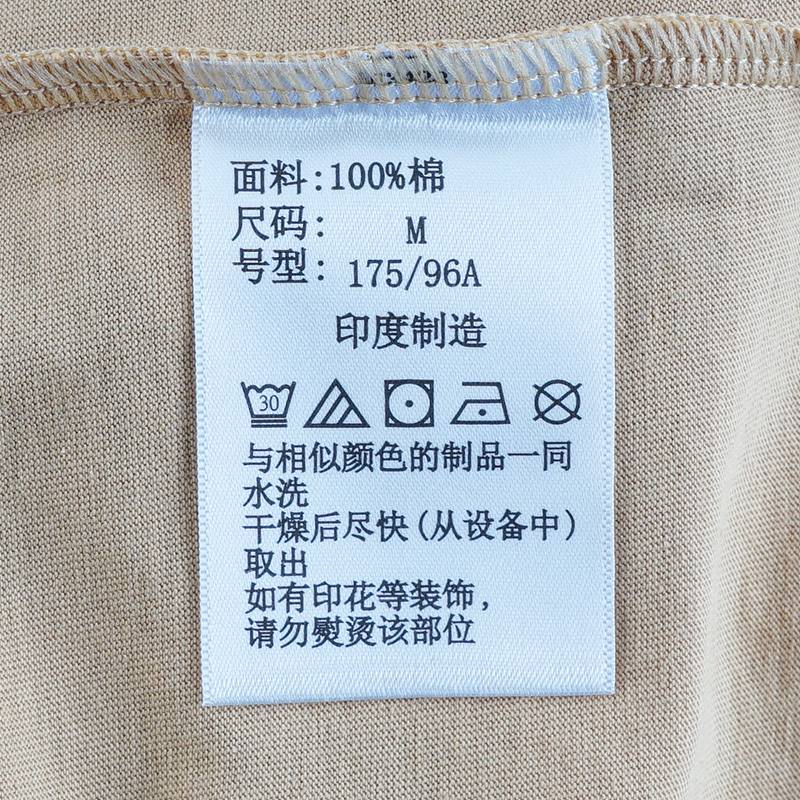 面料:100%棉
尺码: M
号型: 175/96A
印度制造
30
与相似颜色的制品一同
水洗
干燥后尽快(从设备中)
取出
如有印花等装饰,
请勿熨烫该部位